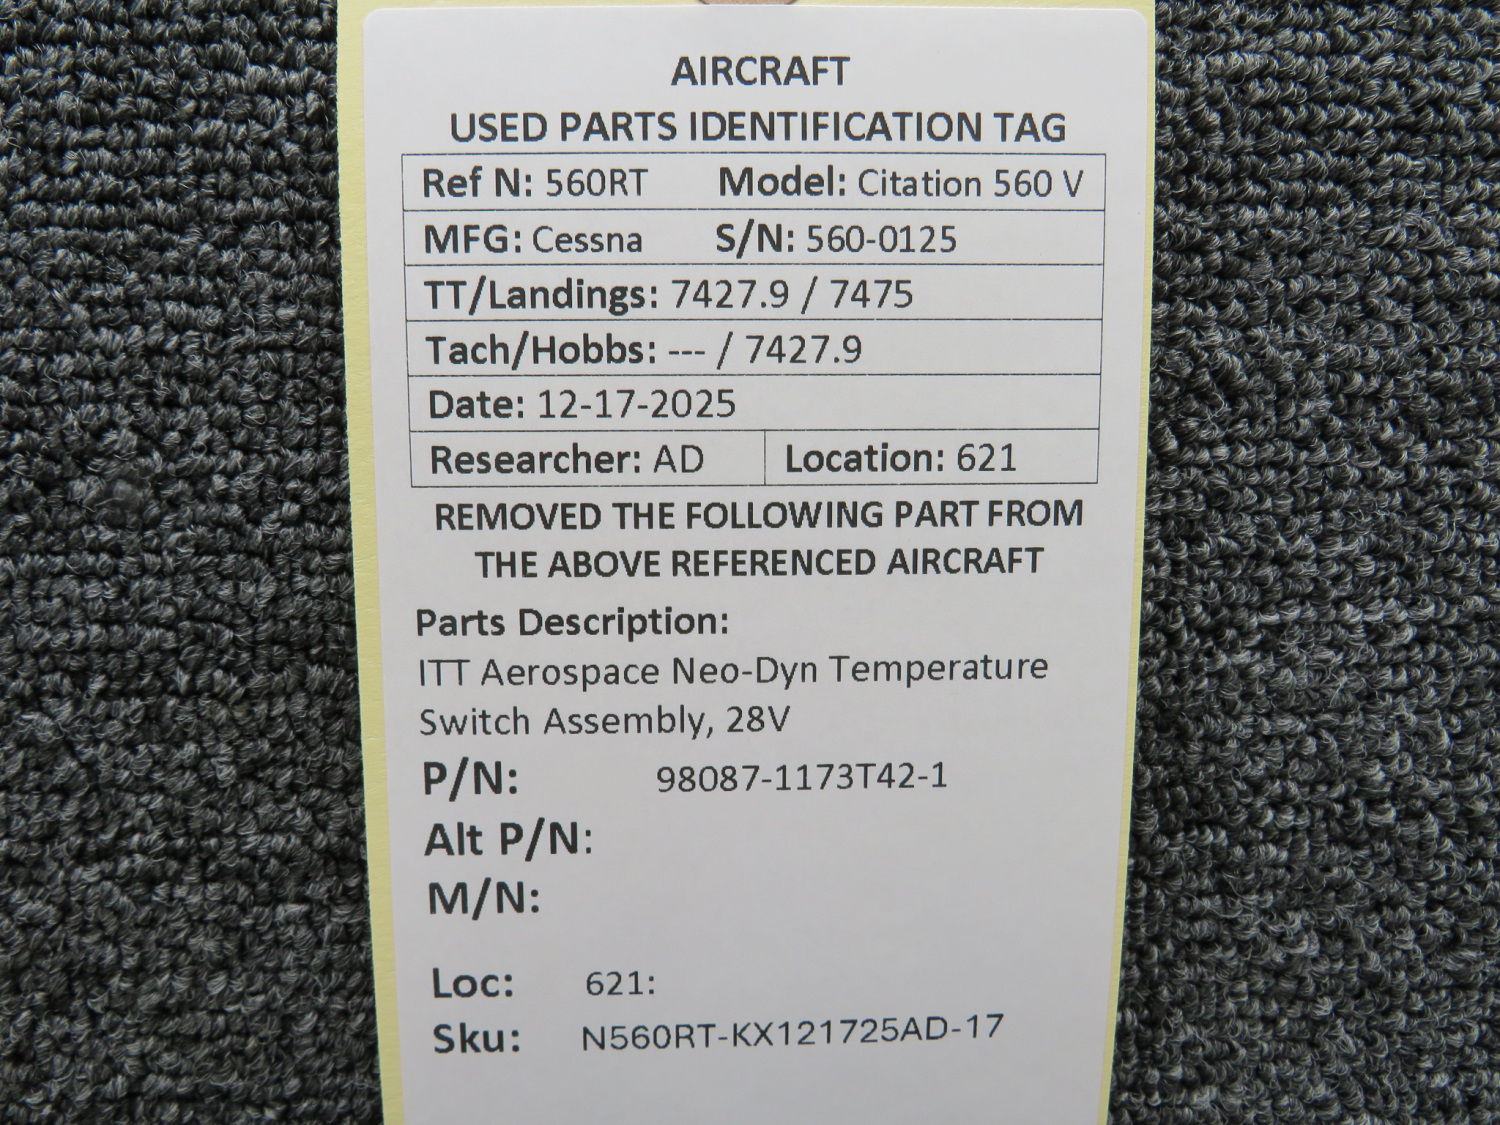 AIRCRAFT
USED PARTS IDENTIFICATION TAG
Ref N: 560RT Model: Citation 560 V
MFG: Cessna S/N: 560-0125
TT/Landings: 7427.9 / 7475
Tach/Hobbs: --- / 7427.9
Date: 12-17-2025
Researcher: AD Location: 621
REMOVED THE FOLLOWING PART FROM
THE ABOVE REFERENCED AIRCRAFT
Parts Description:
ITT Aerospace Neo-Dyn Temperature
Switch Assembly, 28V
P/N: 98087-1173T42-1
Alt P/N:
M/N:
Loc: 621:
Sku: N560RT-KX121725AD-17